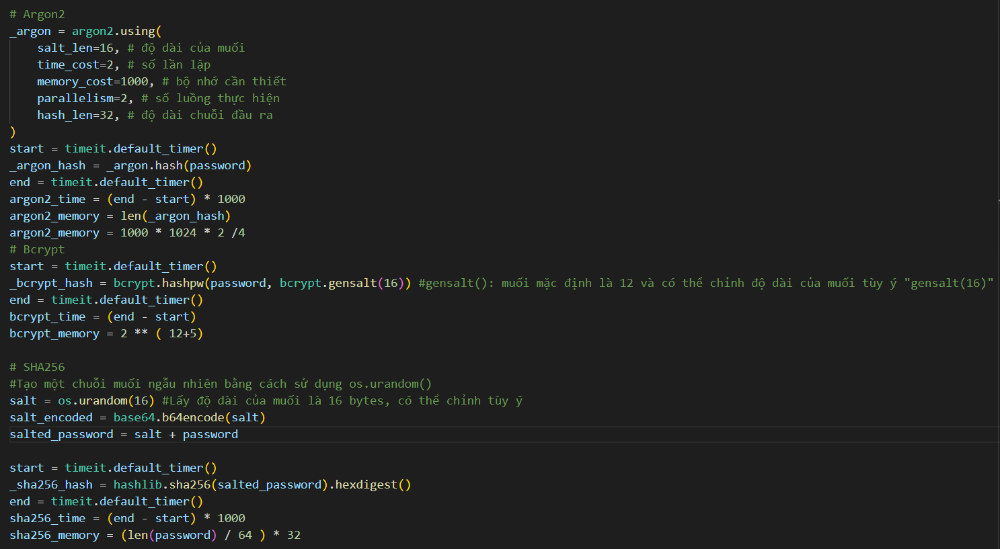 # Argon2
_argon = argon2.using(
    salt_len=16, # độ dài của muối
    time_cost=2, # số lần lặp
    memory_cost=1000, # bộ nhớ cần thiết
    parallelism=2, # số luồng thực hiện
    hash_len=32, # độ dài chuỗi đầu ra
)
start = timeit.default_timer()
_argon_hash = _argon.hash(password)
end = timeit.default_timer()
argon2_time = (end - start) * 1000
argon2_memory = len(_argon_hash)
argon2_memory = 1000 * 1024 * 2 /4
# Bcrypt
start = timeit.default_timer()
_bcrypt_hash = bcrypt.hashpw(password, bcrypt.gensalt(16)) #gensalt(): muối mặc định là 12 và có thể chỉnh độ dài của muối tùy ý "gensalt(16)"
end = timeit.default_timer()
bcrypt_time = (end - start)
bcrypt_memory = 2 ** ( 12+5)
# SHA256
#Tạo một chuỗi muối ngẫu nhiên bằng cách sử dụng os.urandom()
salt = os.urandom(16) #Lấy độ dài của muối là 16 bytes, có thể chỉnh tùy ý
salt_encoded = base64.b64encode(salt)
salted_password = salt + password
start = timeit.default_timer()
_sha256_hash = hashlib.sha256(salted_password).hexdigest()
end = timeit.default_timer()
sha256_time = (end - start) * 1000
sha256_memory = (len(password) / 64 ) * 32